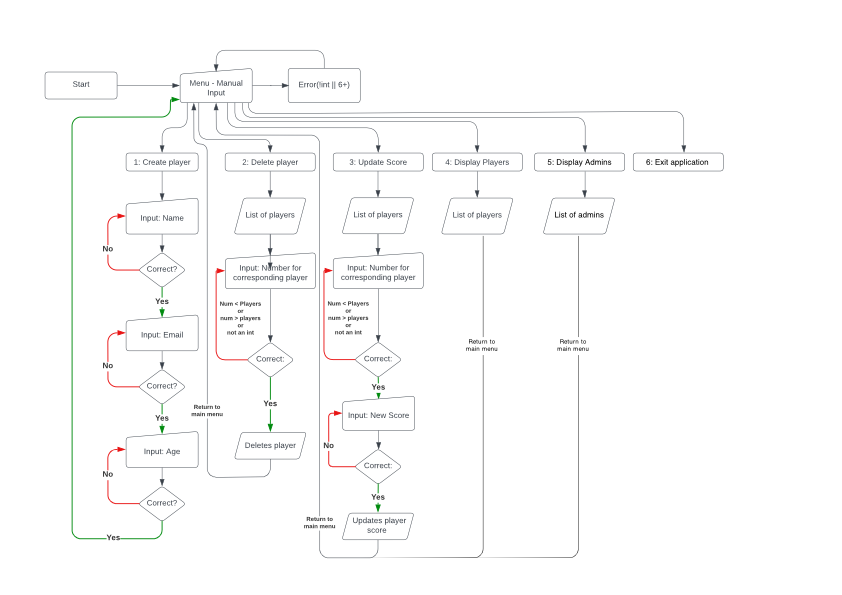 Start
Menu - Manual
Input
Error(!int || 6+)
1: Create player
2: Delete player
3: Update Score
4: Display Players
5: Display Admins
6: Exit application
Input: Name
No
Correct?
Yes
Input: Email
No
Correct?
Yes
Input: Age
No
Correct?
Yes
List of players
Input: Number for
corresponding player
Num < Players
or
num > players
or
not an int
Correct:
Yes
Deletes player
Return to
main menu
List of players
Input: Number for
corresponding player
Num < Players
or
num > players
or
not an int
Correct:
Yes
Input: New Score
No
Correct:
Yes
Updates player
score
Return to
main menu
List of players
Return to
main menu
List of admins
Return to
main menu